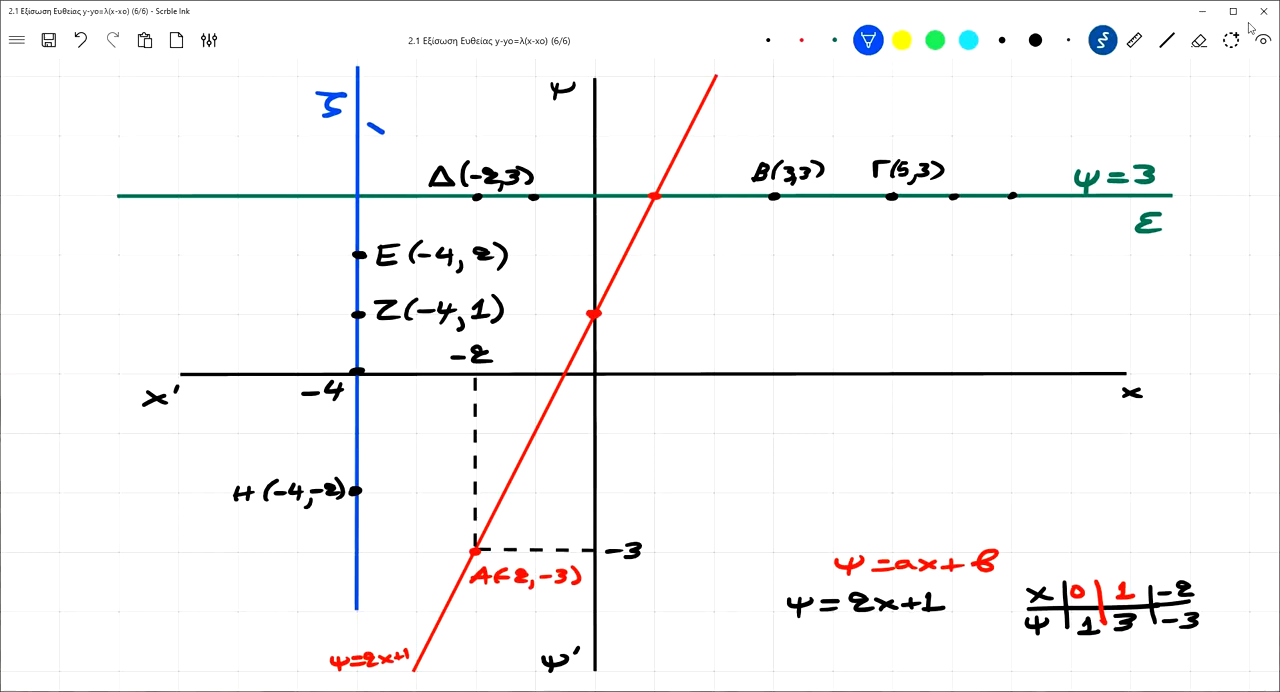 2.1 Εξίσωση Ευθείας y-yo=λ(x-xo) (6/6) - Scrble Ink
2.1 Εξίσωση Ευθείας y-yo=λ(x-xo) (6/6)
ζ
ψ
Δ(-2,3)
Β(3,3)
Γ(5,3)
ψ=3
ε
Ε(-4, 2)
Ζ(-4, 1)
-2
x'
-4
x
Η(-4,-2)
-3
Α(-2,-3)
ψ=αx+β
ψ=2x+1
x 0 1 -2
ψ 1 3 -3
ψ=2x+1
ψ'